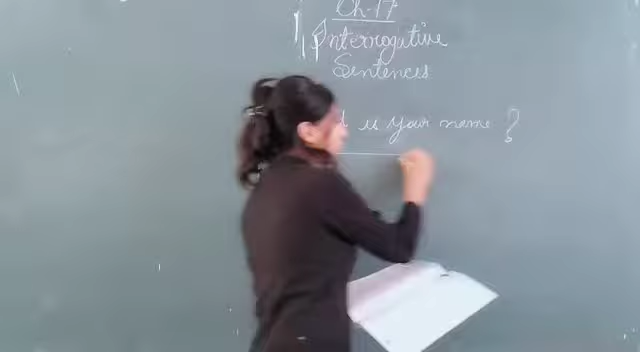 Ch-17
Interrogative
Sentences
is your name ?